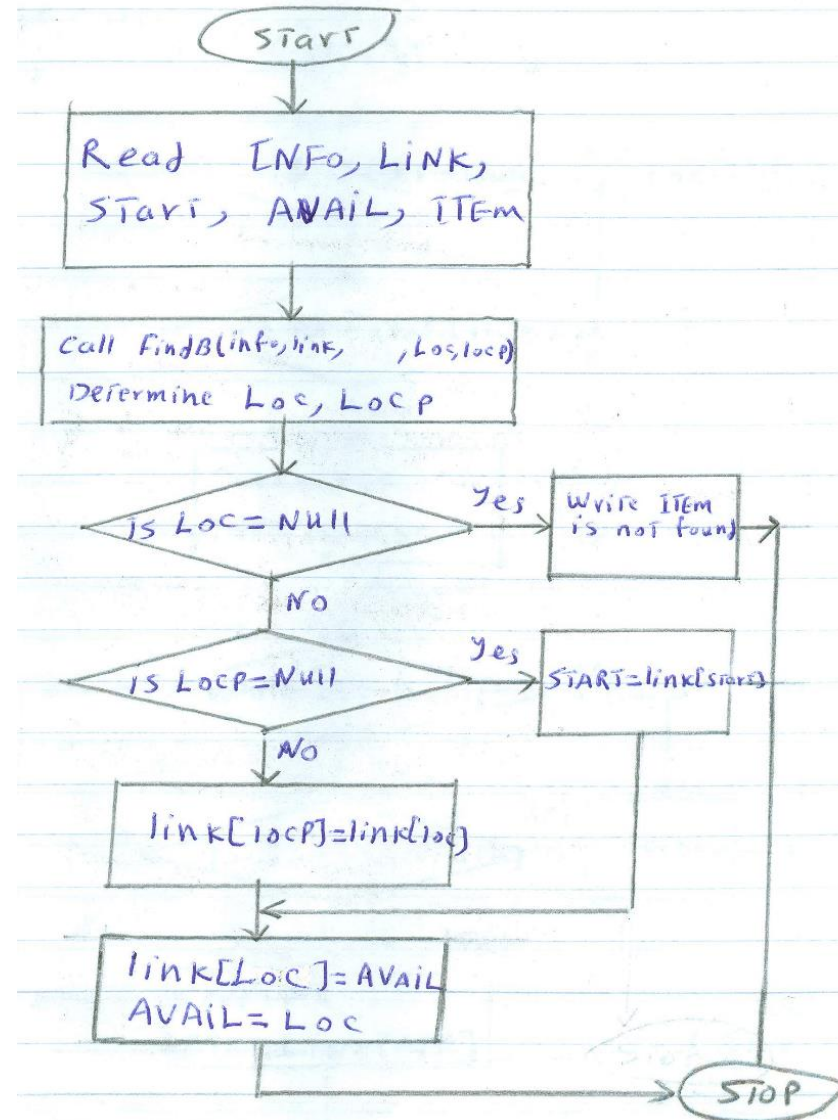 START
Read INFO, LINK,
START, AVAIL, ITEM
Call FindB(info, link, , Loc, locp)
Determine Loc, LOCP
is LOC = NUll
Yes
Write ITEM
is not found
NO
is LOCP = NUll
Yes
START = link[START]
NO
link[locP] = link[loc]
link[Loc] = AVAIL
AVAIL = Loc
STOP